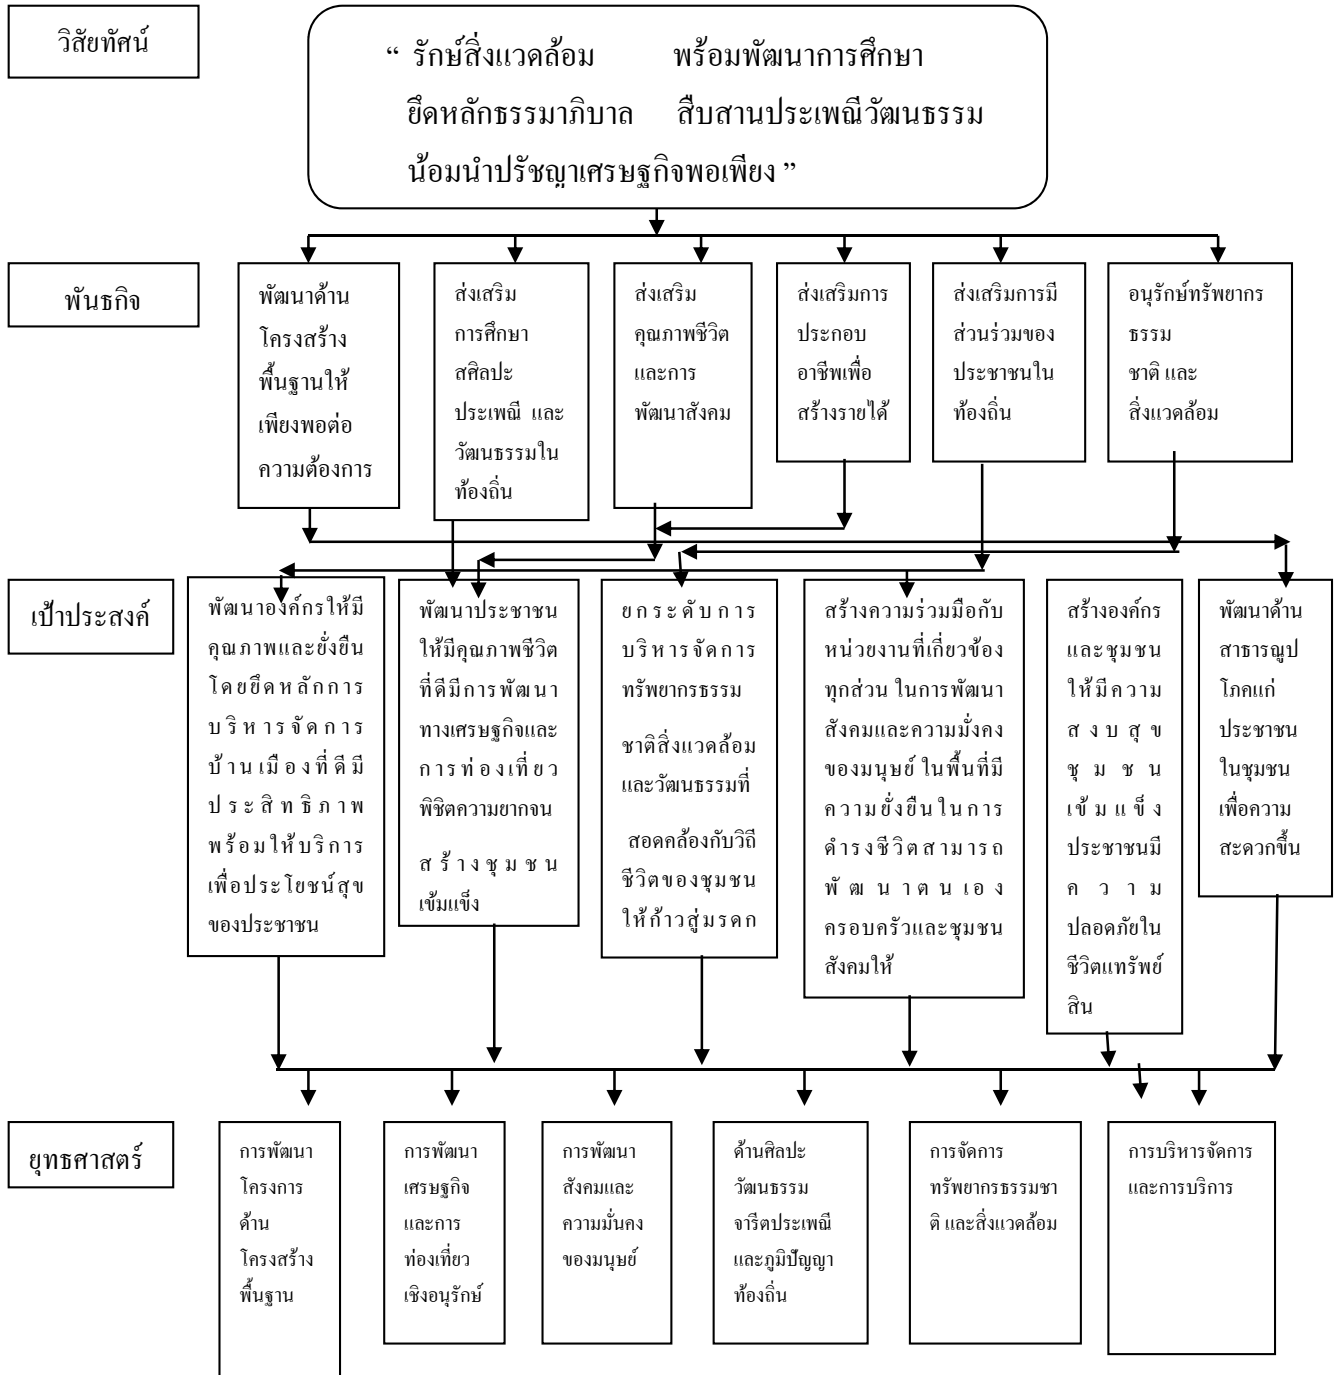 วิสัยทัศน์
“ รักษ์สิ่งแวดล้อม พร้อมพัฒนาการศึกษา
ยึดหลักธรรมาภิบาล สืบสานประเพณีวัฒนธรรม
น้อมนำปรัชญาเศรษฐกิจพอเพียง ”
พันธกิจ
พัฒนาด้าน
โครงสร้าง
พื้นฐานให้
เพียงพอต่อ
ความต้องการ
ส่งเสริม
การศึกษา
สศิลปะ
ประเพณี และ
วัฒนธรรมใน
ท้องถิ่น
ส่งเสริม
คุณภาพชีวิต
และการ
พัฒนาสังคม
ส่งเสริมการ
ประกอบ
อาชีพเพื่อ
สร้างรายได้
ส่งเสริมการมี
ส่วนร่วมของ
ประชาชนใน
ท้องถิ่น
อนุรักษ์ทรัพยากร
ธรรม
ชาติ และ
สิ่งแวดล้อม
เป้าประสงค์
พัฒนาองค์กรให้มี
คุณภาพและยั่งยืน
โดยยึดหลักการ
บริหารจัดการ
บ้านเมืองที่ดีมี
ประสิทธิภาพ
พร้อมให้บริการ
เพื่อประโยชน์สุข
ของประชาชน
พัฒนาประชาชน
ให้มีคุณภาพชีวิต
ที่ดีมีการพัฒนา
ทางเศรษฐกิจและ
การท่องเที่ยว
พิชิตความยากจน
สร้างชุมชน
เข้มแข็ง
ยกระดับการ
บริหารจัดการ
ทรัพยากรธรรม
ชาติสิ่งแวดล้อม
และวัฒนธรรมที่
สอดคล้องกับวิถี
ชีวิตของชุมชน
ให้ก้าวสู่มรดก
สร้างความร่วมมือกับ
หน่วยงานที่เกี่ยวข้อง
ทุกส่วน ในการพัฒนา
สังคมและความมั่งคง
ของมนุษย์ ในพื้นที่มี
ความยั่งยืนในการ
ดำรงชีวิตสามารถ
พัฒนาตนเอง
ครอบครัวและชุมชน
สังคมให้
สร้างองค์กร
และชุมชน
ให้มีความ
สงบสุข
ชุมชน
เข้มแข็ง
ประชาชนมี
ความ
ปลอดภัยใน
ชีวิตแทรัพย์
สิน
พัฒนาด้าน
สาธารณูป
โภคแก่
ประชาชน
ในชุมชน
เพื่อความ
สะดวกขึ้น
ยุทธศาสตร์
การพัฒนา
โครงการ
ด้าน
โครงสร้าง
พื้นฐาน
การพัฒนา
เศรษฐกิจ
และการ
ท่องเที่ยว
เชิงอนุรักษ์
การพัฒนา
สังคมและ
ความมั่นคง
ของมนุษย์
ด้านศิลปะ
วัฒนธรรม
จารีตประเพณี
และภูมิปัญญา
ท้องถิ่น
การจัดการ
ทรัพยากรธรรมชา
ติ และสิ่งแวดล้อม
การบริหารจัดการ
และการบริการ